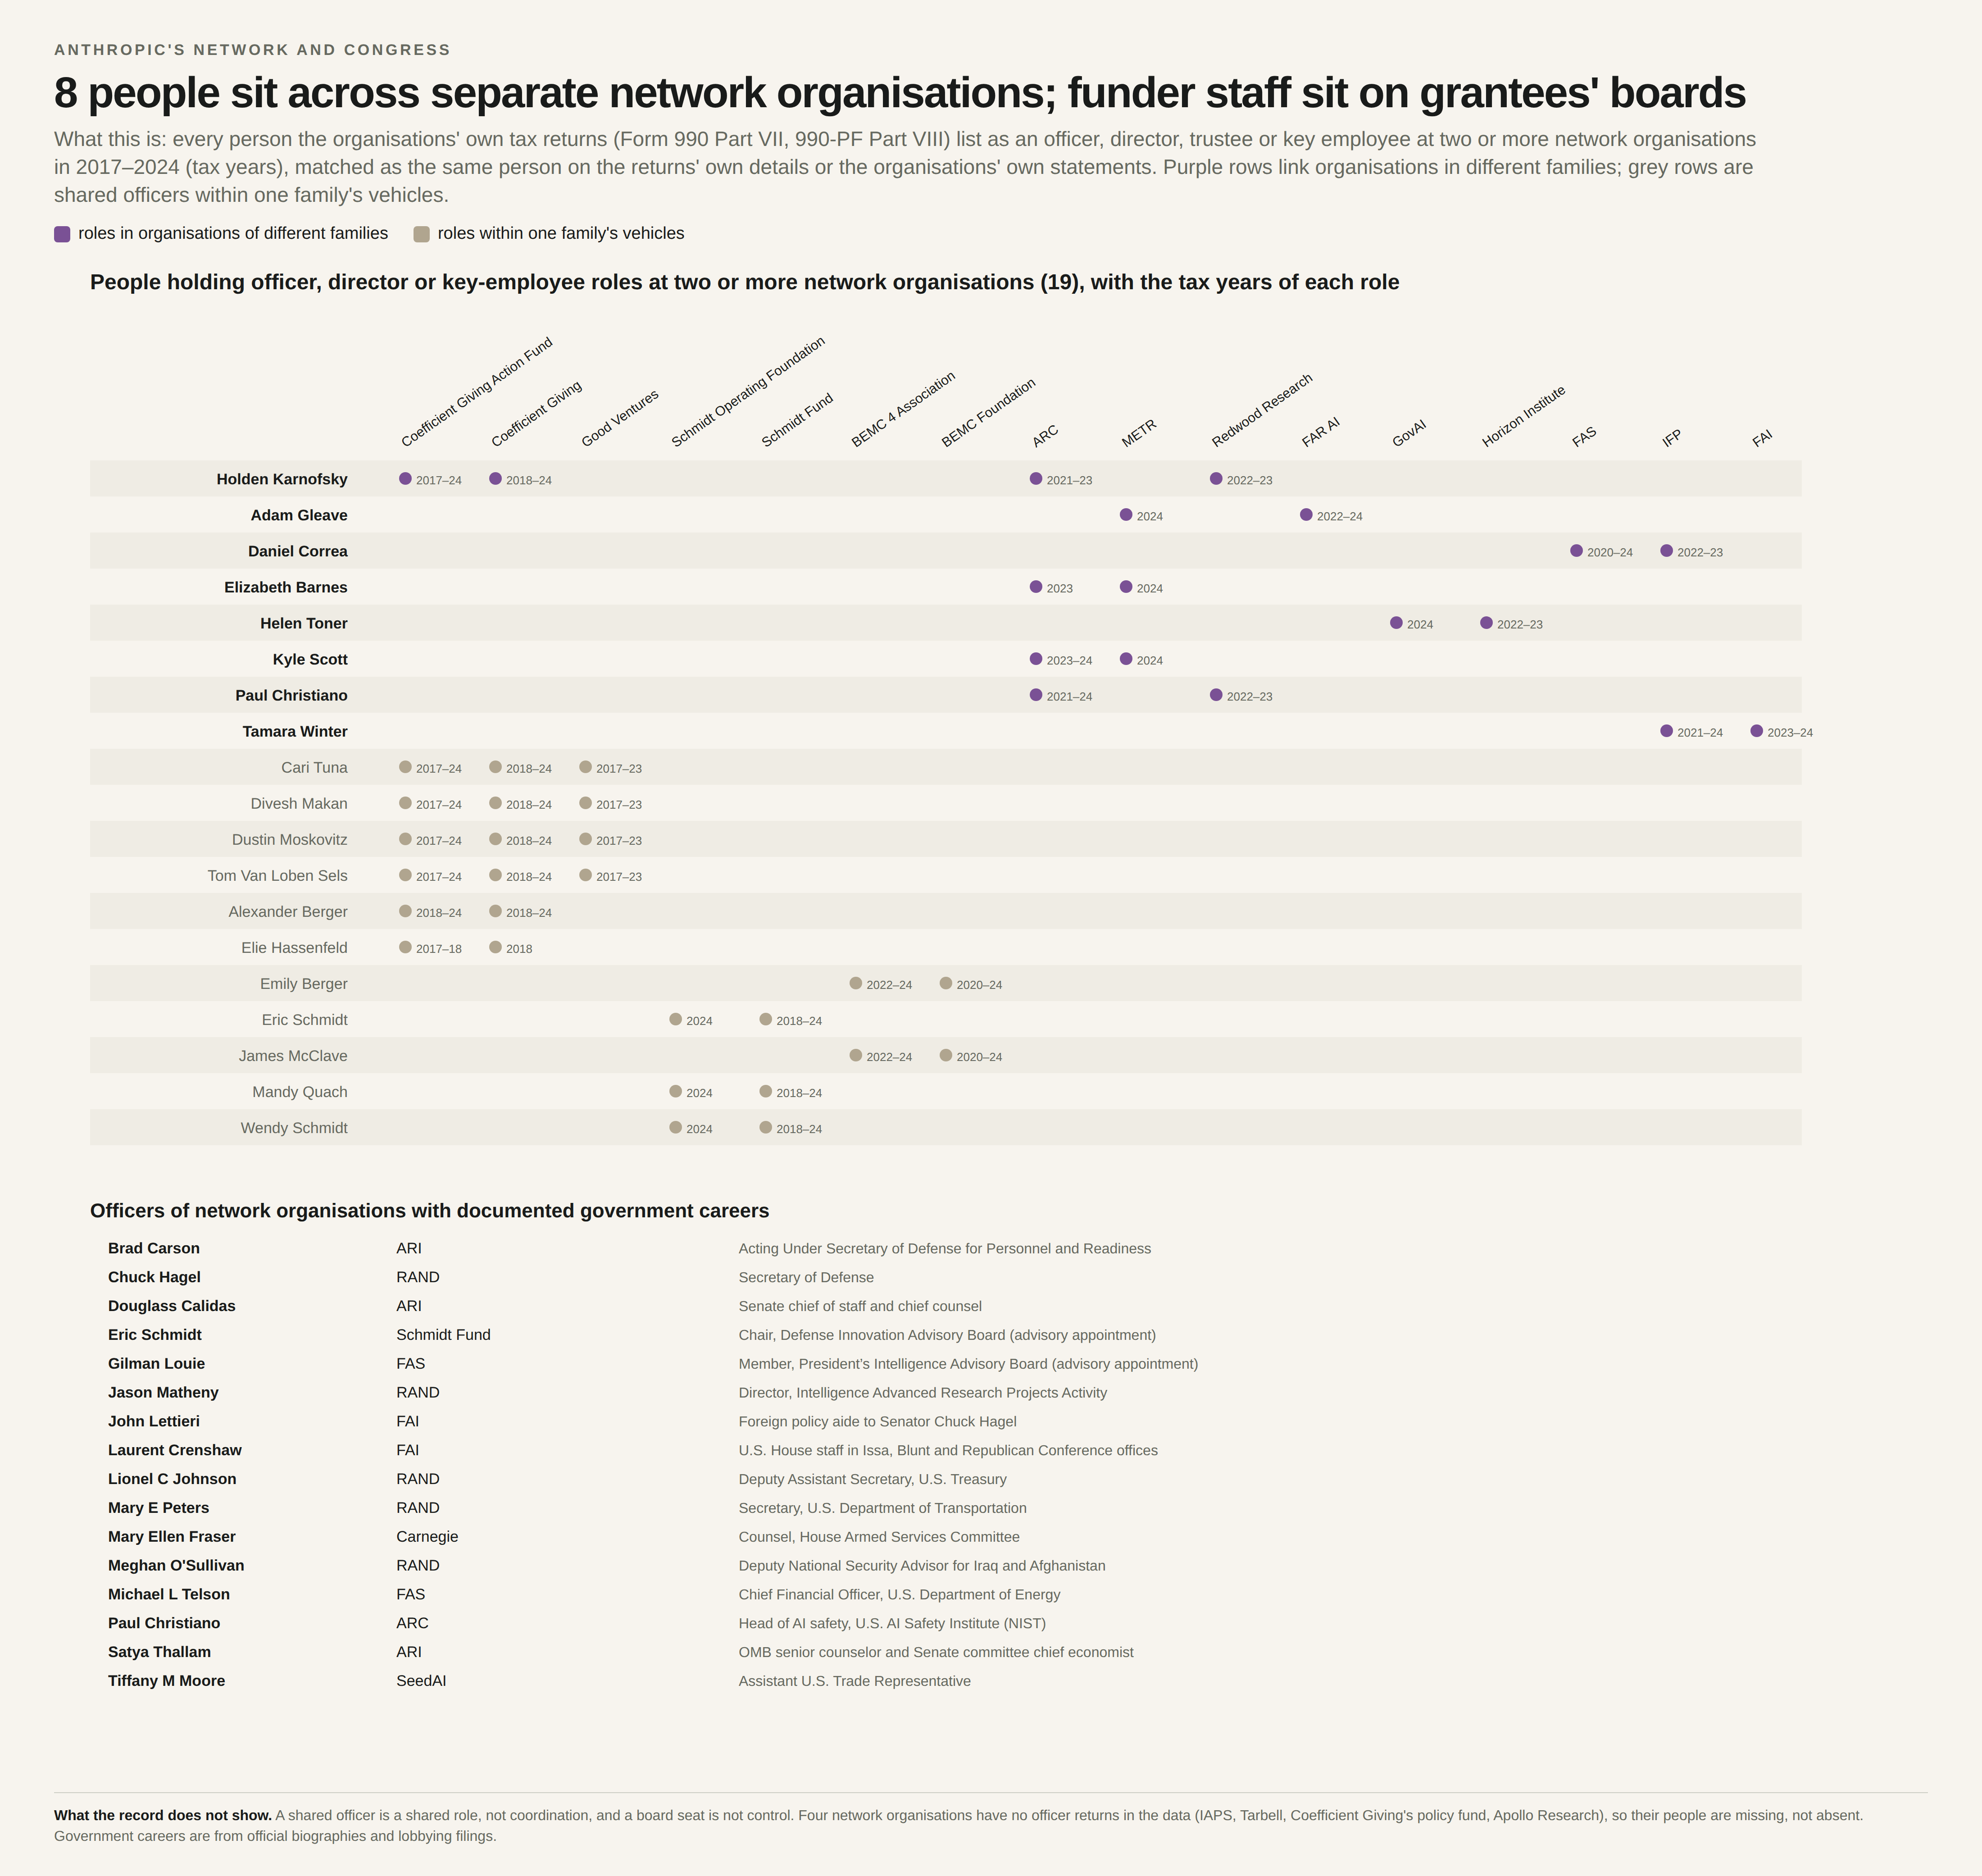 ANTHROPIC'S NETWORK AND CONGRESS
8 people sit across separate network organisations; funder staff sit on grantees' boards
What this is: every person the organisations' own tax returns (Form 990 Part VII, 990-PF Part VIII) list as an officer, director, trustee or key employee at two or more network organisations
in 2017–2024 (tax years), matched as the same person on the returns' own details or the organisations' own statements. Purple rows link organisations in different families; grey rows are
shared officers within one family's vehicles.
roles in organisations of different families roles within one family's vehicles
People holding officer, director or key-employee roles at two or more network organisations (19), with the tax years of each role
Coefficient Giving Action Fund
Coefficient Giving
Good Ventures
Schmidt Operating Foundation
Schmidt Fund
BEMC 4 Association
BEMC Foundation
ARC
METR
Redwood Research
FAR AI
GovAI
Horizon Institute
FAS
IFP
FAI
Holden Karnofsky 2017–24 2018–24 2021–23 2022–23
Adam Gleave 2024 2022–24
Daniel Correa 2020–24 2022–23
Elizabeth Barnes 2023 2024
Helen Toner 2024 2022–23
Kyle Scott 2023–24 2024
Paul Christiano 2021–24 2022–23
Tamara Winter 2021–24 2023–24
Cari Tuna 2017–24 2018–24 2017–23
Divesh Makan 2017–24 2018–24 2017–23
Dustin Moskovitz 2017–24 2018–24 2017–23
Tom Van Loben Sels 2017–24 2018–24 2017–23
Alexander Berger 2018–24 2018–24
Elie Hassenfeld 2017–18 2018
Emily Berger 2022–24 2020–24
Eric Schmidt 2024 2018–24
James McClave 2022–24 2020–24
Mandy Quach 2024 2018–24
Wendy Schmidt 2024 2018–24
Officers of network organisations with documented government careers
Brad Carson ARI Acting Under Secretary of Defense for Personnel and Readiness
Chuck Hagel RAND Secretary of Defense
Douglass Calidas ARI Senate chief of staff and chief counsel
Eric Schmidt Schmidt Fund Chair, Defense Innovation Advisory Board (advisory appointment)
Gilman Louie FAS Member, President’s Intelligence Advisory Board (advisory appointment)
Jason Matheny RAND Director, Intelligence Advanced Research Projects Activity
John Lettieri FAI Foreign policy aide to Senator Chuck Hagel
Laurent Crenshaw FAI U.S. House staff in Issa, Blunt and Republican Conference offices
Lionel C Johnson RAND Deputy Assistant Secretary, U.S. Treasury
Mary E Peters RAND Secretary, U.S. Department of Transportation
Mary Ellen Fraser Carnegie Counsel, House Armed Services Committee
Meghan O'Sullivan RAND Deputy National Security Advisor for Iraq and Afghanistan
Michael L Telson FAS Chief Financial Officer, U.S. Department of Energy
Paul Christiano ARC Head of AI safety, U.S. AI Safety Institute (NIST)
Satya Thallam ARI OMB senior counselor and Senate committee chief economist
Tiffany M Moore SeedAI Assistant U.S. Trade Representative
What the record does not show. A shared officer is a shared role, not coordination, and a board seat is not control. Four network organisations have no officer returns in the data (IAPS, Tarbell, Coefficient Giving's policy fund, Apollo Research), so their people are missing, not absent.
Government careers are from official biographies and lobbying filings.